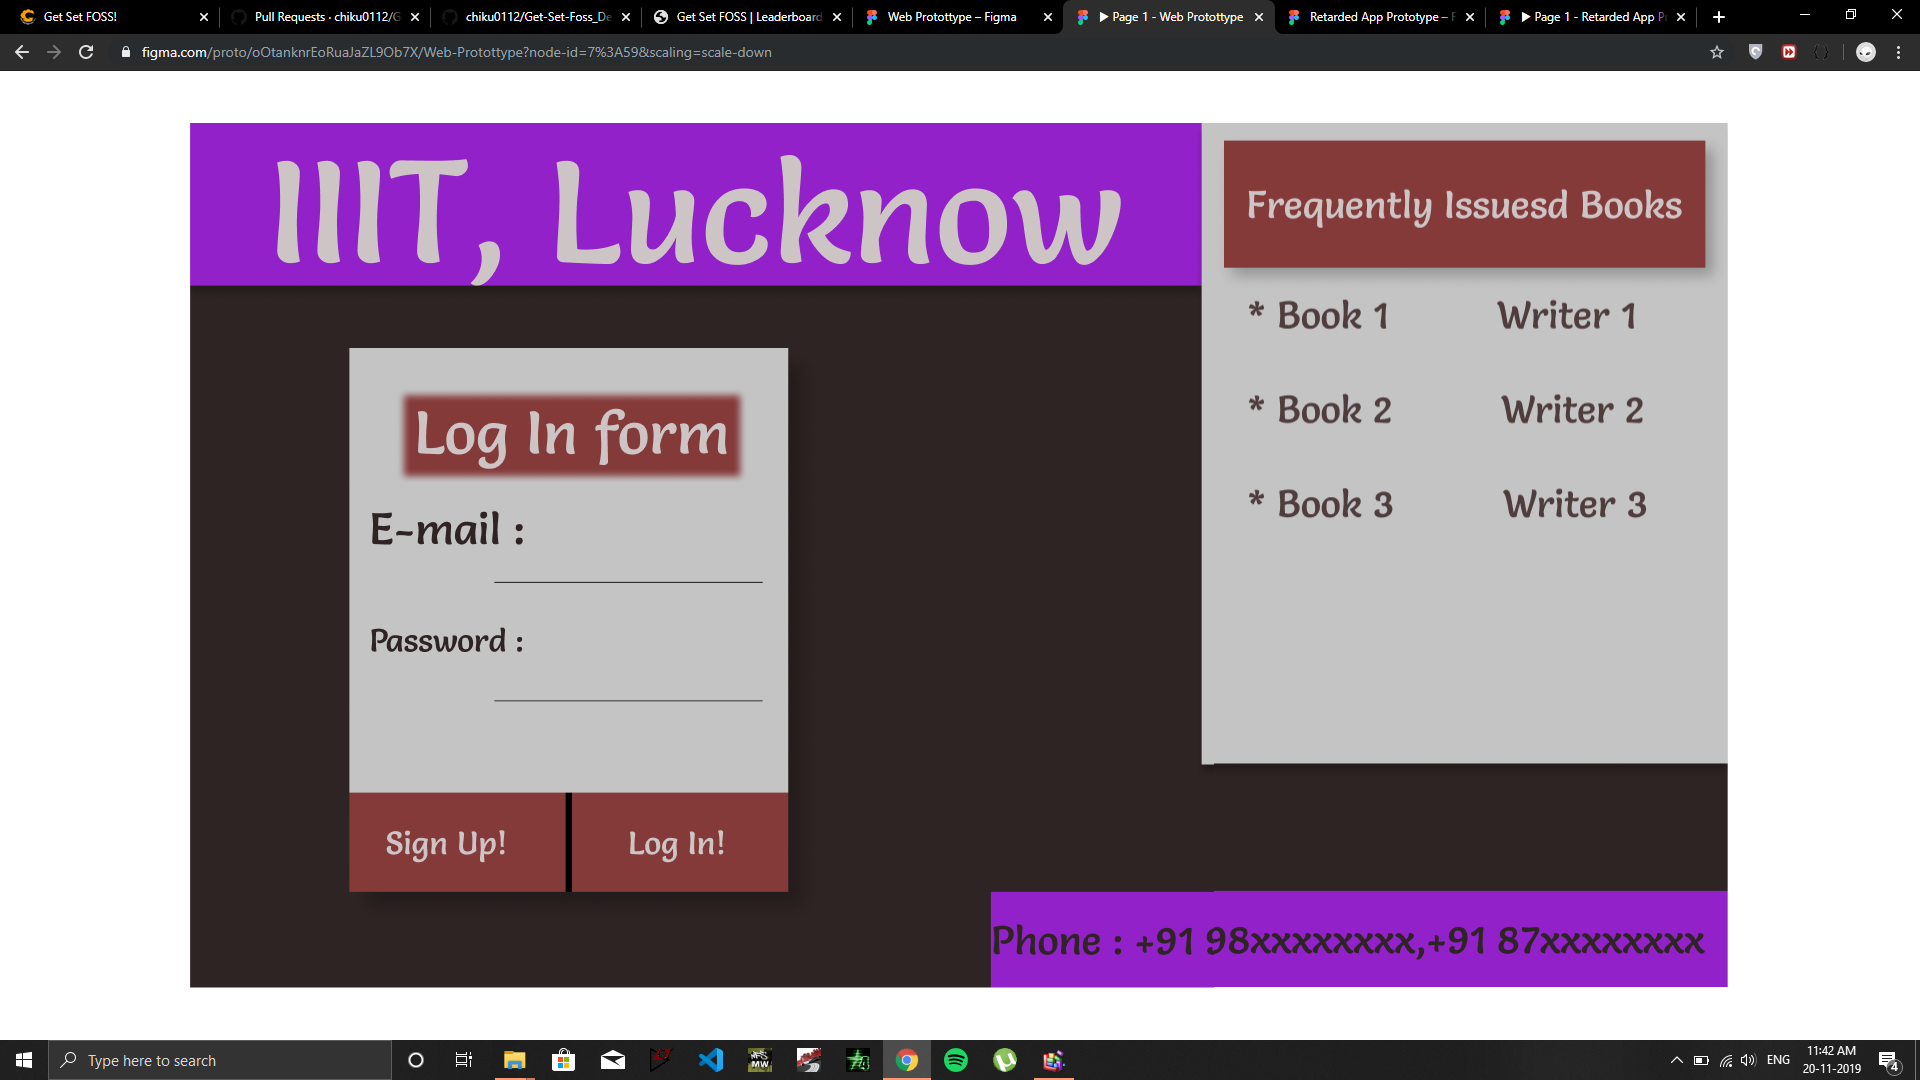 Get Set FOSS!
Pull Requests · chiku0112/G
chiku0112/Get-Set-Foss_De
Get Set FOSS | Leaderboard
Web Protottype – Figma
Page 1 - Web Protottype
Retarded App Prototype – F
Page 1 - Retarded App P
figma.com/proto/oOtanknrEoRuaJaZL9Ob7X/Web-Protottype?node-id=7%3A59&scaling=scale-down
IIIT, Lucknow
Frequently Issuesd Books
* Book 1 Writer 1
* Book 2 Writer 2
* Book 3 Writer 3
Log In form
E-mail :
Password :
Sign Up!
Log In!
Phone : +91 98xxxxxxxx,+91 87xxxxxxxx
Type here to search
ENG
11:42 AM
20-11-2019
4